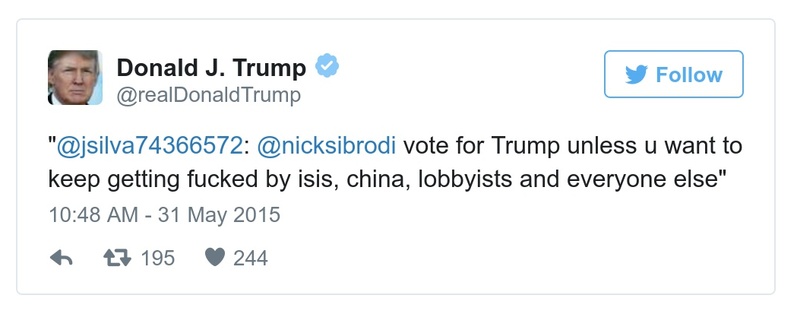 Donald J. Trump
@realDonaldTrump
Follow
"@jsilva74366572: @nicksibrodi vote for Trump unless u want to
keep getting fucked by isis, china, lobbyists and everyone else"
10:48 AM - 31 May 2015
195 244